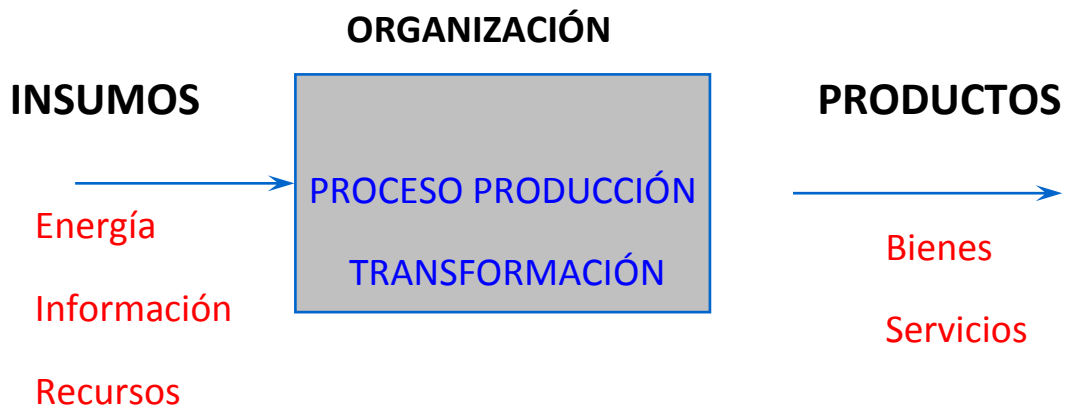 ORGANIZACIÓN
INSUMOS
PRODUCTOS
PROCESO PRODUCCIÓN
TRANSFORMACIÓN
Energía
Información
Recursos
Bienes
Servicios